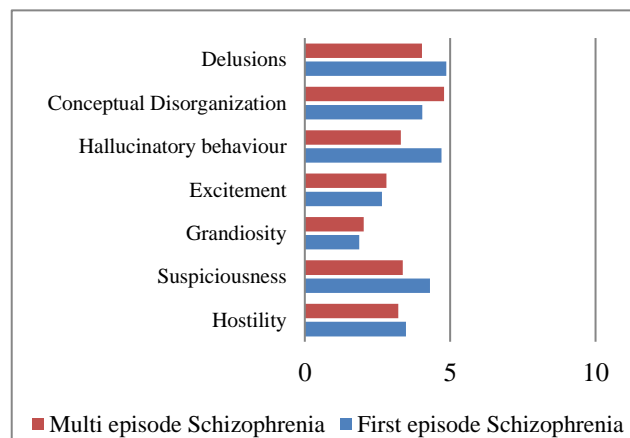 Delusions
Conceptual Disorganization
Hallucinatory behaviour
Excitement
Grandiosity
Suspiciousness
Hostility
0 5 10
Multi episode Schizophrenia First episode Schizophrenia